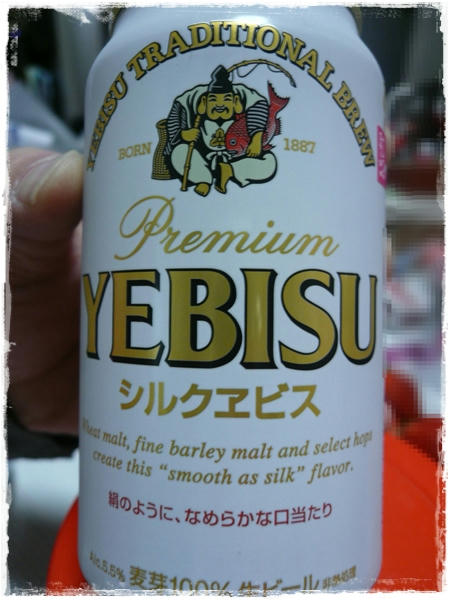 YEBISU TRADITIONAL BREW
BORN 1887
Premium
YEBISU
シルクヱビス
Wheat malt, fine barley malt and select hops
create this “smooth as silk” flavor.
絹のように、なめらかな口当たり
Alc.5.5% 麦芽100% 生ビール 非熱処理